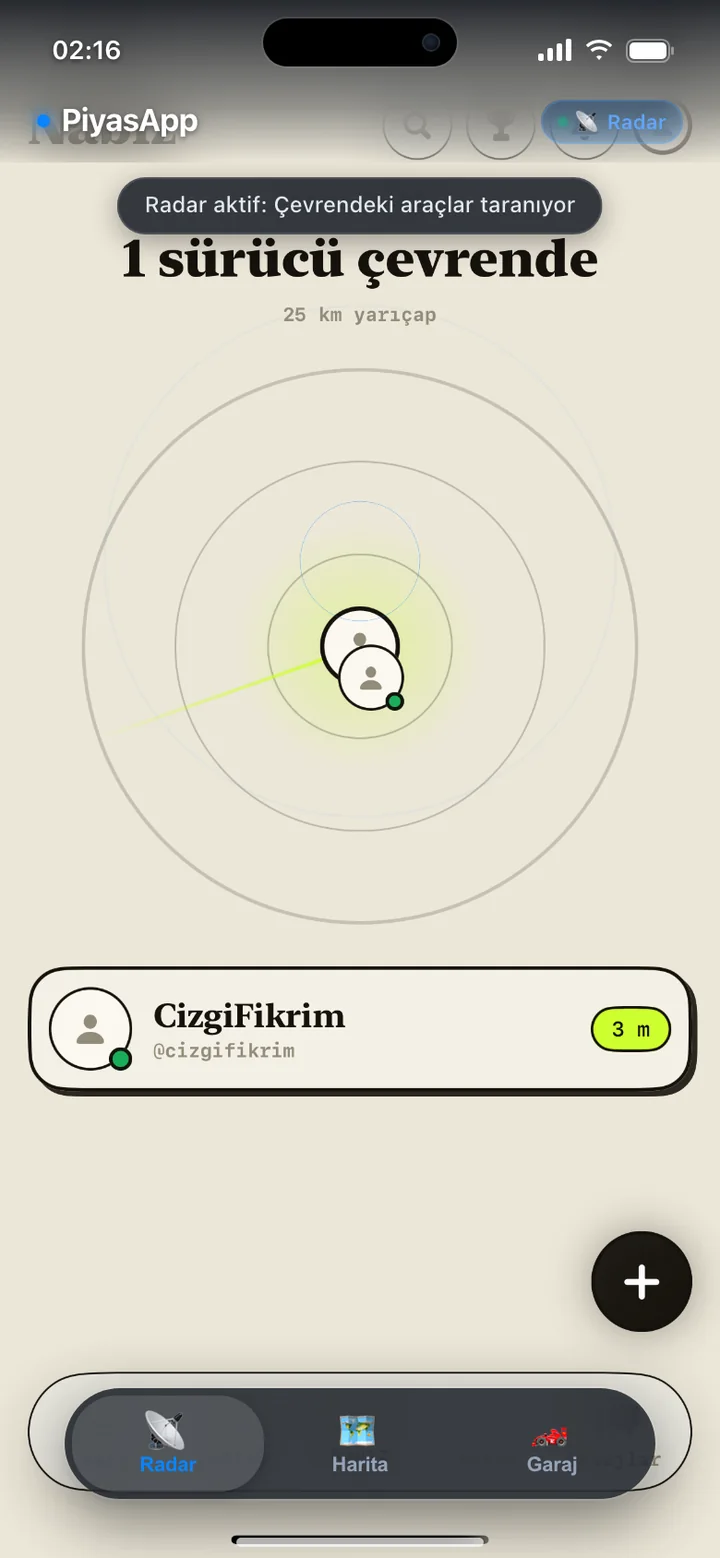 02:16
PiyasApp
Nabız
Radar
Radar aktif: Çevrendeki araçlar taranıyor
1 sürücü çevrende
25 km yarıçap
CizgiFikrim
@cizgifikrim
3 m
Radar
Harita
Garaj